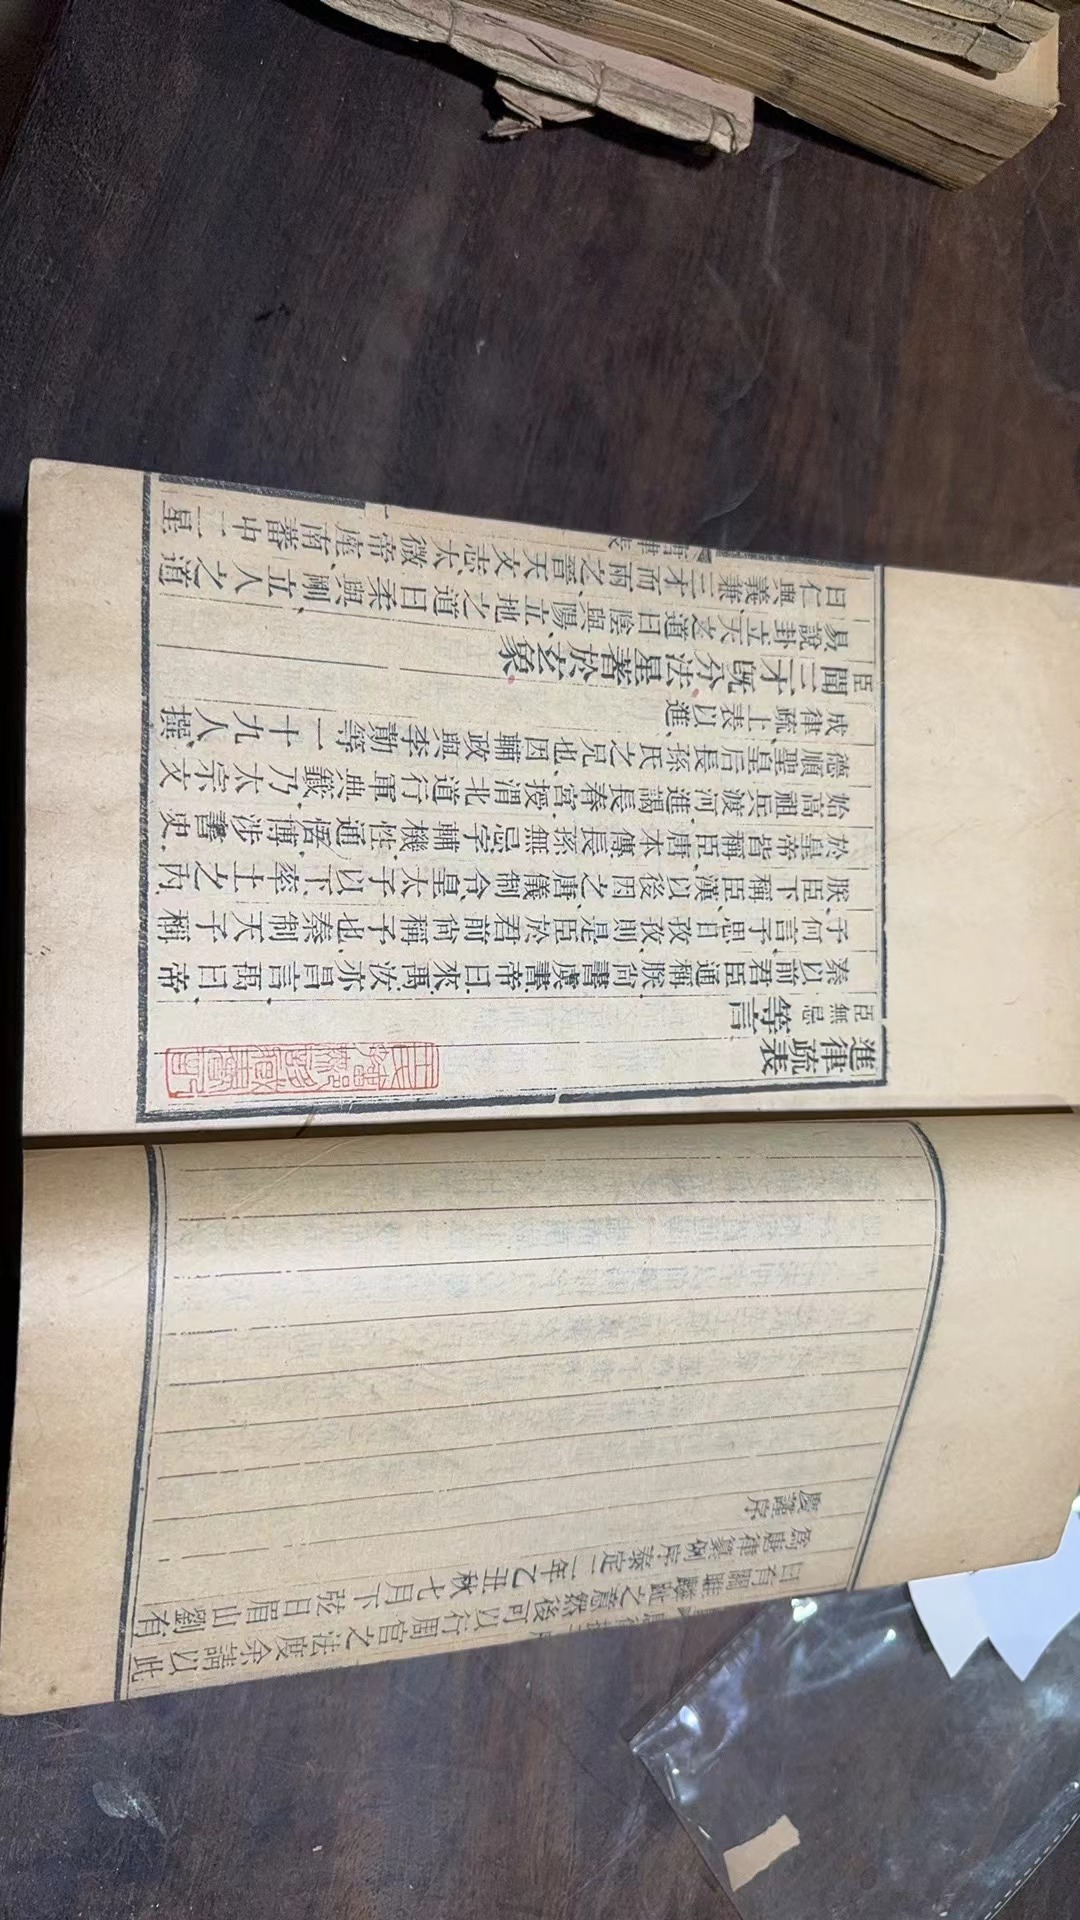 曰有關雎麟趾之意然後可以行周官之法度余請以此
爲唐律纂例序泰定二年乙丑秋七月下弦日眉山劉有
慶謹序
進律疏表
臣無忌等言
秦以前君臣通稱朕尙書虞書帝曰來禹汝亦昌言禹曰帝
予何言予思日孜孜則是臣於君前尙稱予也秦制天子稱
朕臣下稱臣漢以後因之唐儀制令皇太子以下率土之內
於皇帝皆稱臣唐本傳長孫無忌字輔機性通悟博涉書史
始高祖兵渡河進謁長春宮授渭北道行軍典籤乃太宗文
德順聖皇后長孫氏之兄也因輔政與李勣等一十九人撰
成律疏上表以進
臣聞三才旣分法星著於玄象
易說卦立天之道曰陰與陽立地之道曰柔與剛立人之道
曰仁與義兼三才而兩之晉天文志太微帝座南蕃中二星
唐律表
一